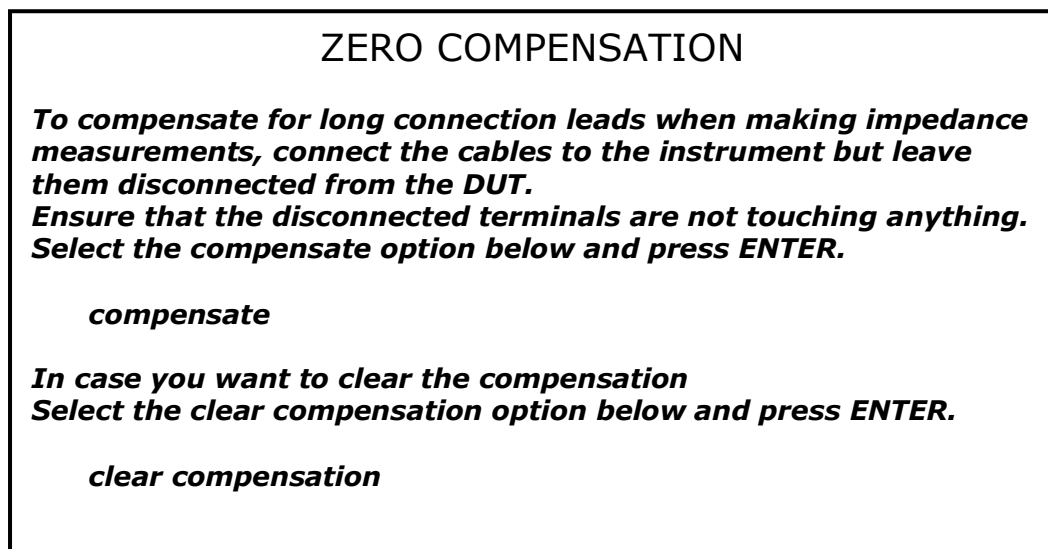 ZERO COMPENSATION
To compensate for long connection leads when making impedance
measurements, connect the cables to the instrument but leave
them disconnected from the DUT.
Ensure that the disconnected terminals are not touching anything.
Select the compensate option below and press ENTER.
compensate
In case you want to clear the compensation
Select the clear compensation option below and press ENTER.
clear compensation